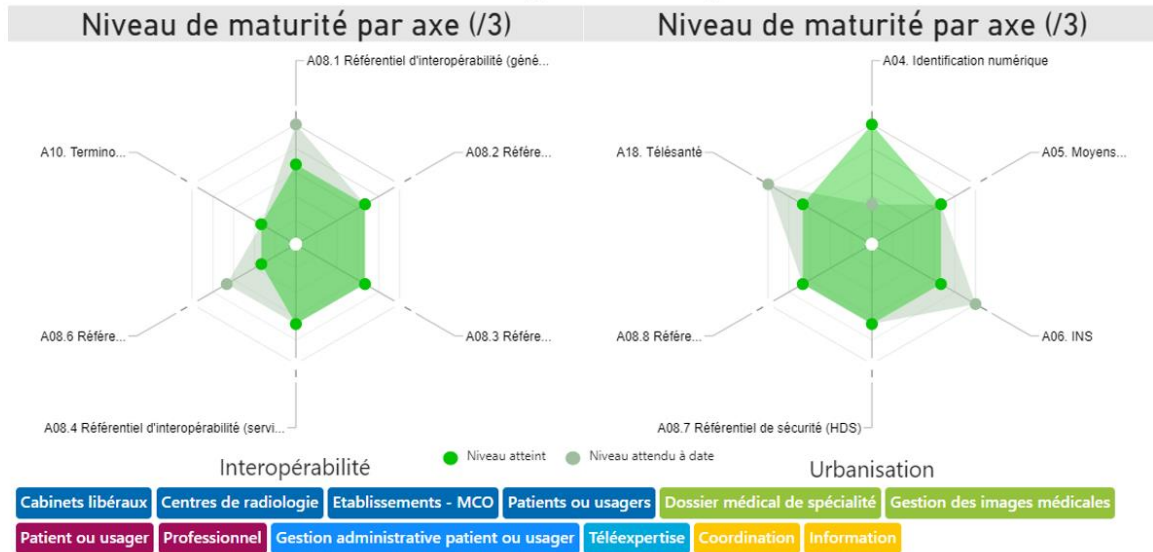 Niveau de maturité par axe (/3)
Niveau de maturité par axe (/3)
A08.1 Référentiel d'interopérabilité (géné...
A10. Termino...
A08.2 Référe...
A08.6 Référe...
A08.3 Référe...
A08.4 Référentiel d'interopérabilité (servi...
A04. Identification numérique
A18. Télésanté
A05. Moyens...
A08.8 Référe...
A06. INS
A08.7 Référentiel de sécurité (HDS)
Interopérabilité
Niveau atteint
Niveau attendu à date
Urbanisation
Cabinets libéraux Centres de radiologie Etablissements - MCO Patients ou usagers Dossier médical de spécialité Gestion des images médicales
Patient ou usager Professionnel Gestion administrative patient ou usager Téléexpertise Coordination Information